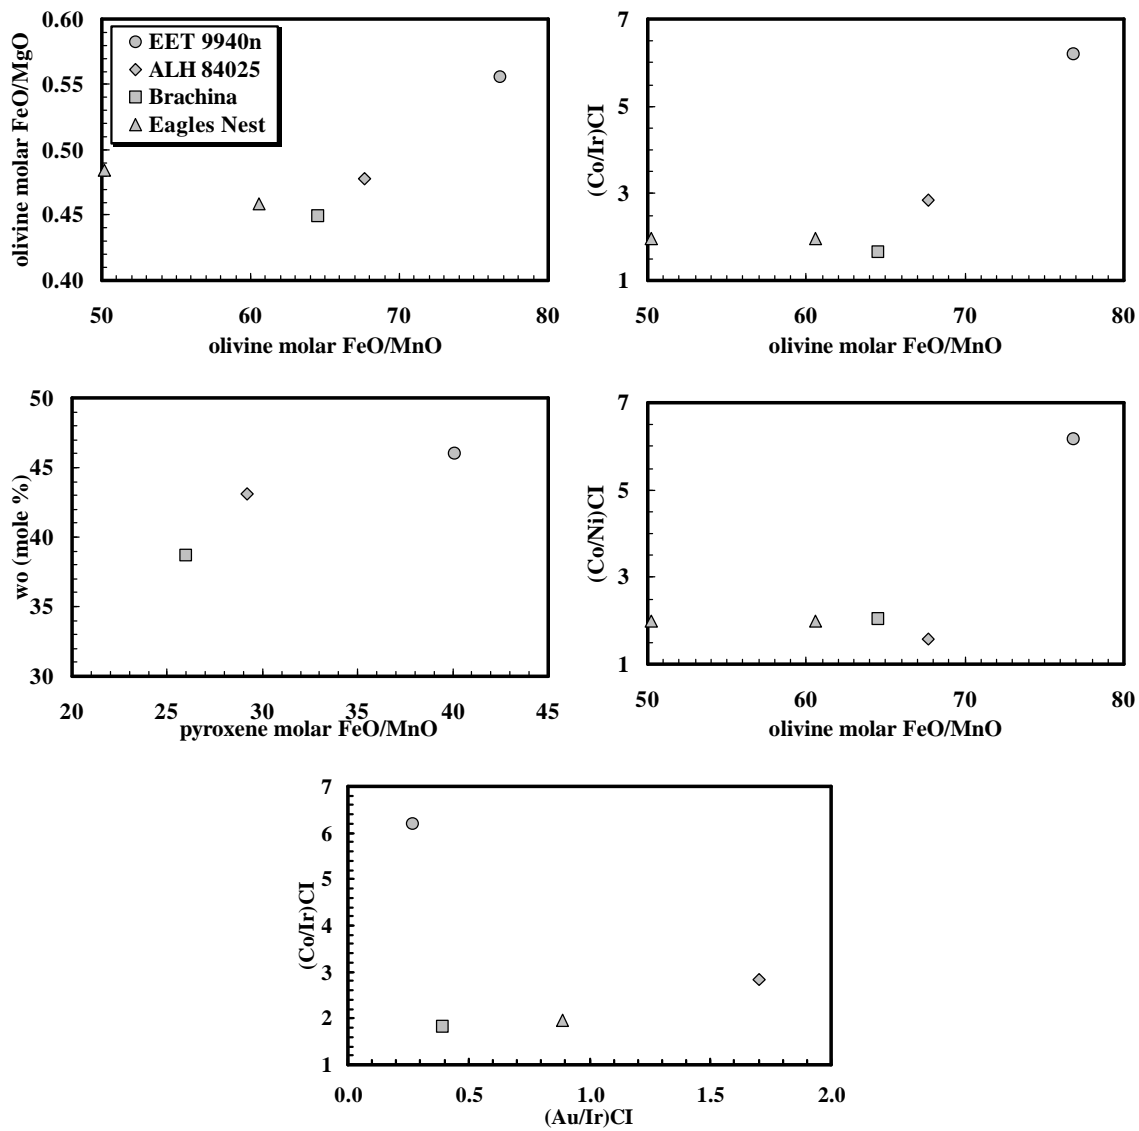 olivine molar FeO/MgO
0.60
0.55
0.50
0.45
0.40
EET 9940n
ALH 84025
Brachina
Eagles Nest
50 60 70 80
olivine molar FeO/MnO
(Co/Ir)CI
7
5
3
1
50 60 70 80
olivine molar FeO/MnO
wo (mole %)
50
45
40
35
30
20 25 30 35 40 45
pyroxene molar FeO/MnO
(Co/Ni)CI
7
5
3
1
50 60 70 80
olivine molar FeO/MnO
(Co/Ir)CI
7
6
5
4
3
2
1
0.0 0.5 1.0 1.5 2.0
(Au/Ir)CI